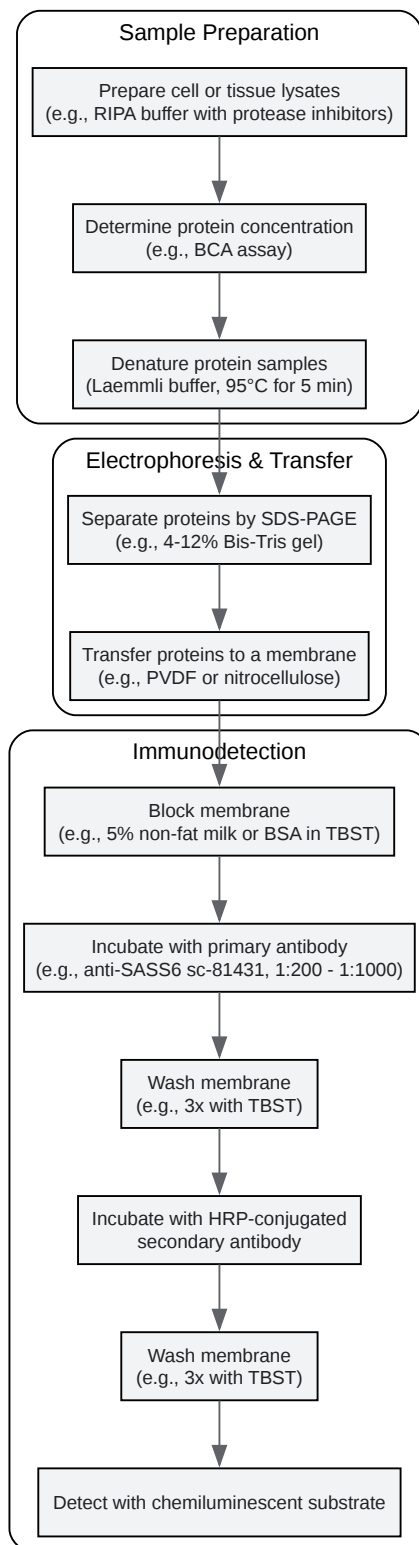 Sample Preparation
Prepare cell or tissue lysates
(e.g., RIPA buffer with protease inhibitors)
Determine protein concentration
(e.g., BCA assay)
Denature protein samples
(Laemmli buffer, 95°C for 5 min)
Electrophoresis & Transfer
Separate proteins by SDS-PAGE
(e.g., 4-12% Bis-Tris gel)
Transfer proteins to a membrane
(e.g., PVDF or nitrocellulose)
Immunodetection
Block membrane
(e.g., 5% non-fat milk or BSA in TBST)
Incubate with primary antibody
(e.g., anti-SASS6 sc-81431, 1:200 - 1:1000)
Wash membrane
(e.g., 3x with TBST)
Incubate with HRP-conjugated
secondary antibody
Wash membrane
(e.g., 3x with TBST)
Detect with chemiluminescent substrate